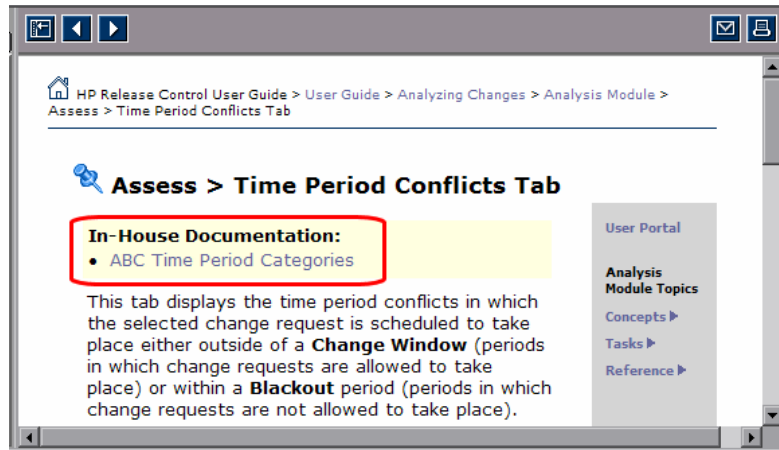 HP Release Control User Guide > User Guide > Analyzing Changes > Analysis Module >
Assess > Time Period Conflicts Tab
Assess > Time Period Conflicts Tab
In-House Documentation:
• ABC Time Period Categories
This tab displays the time period conflicts in which
the selected change request is scheduled to take
place either outside of a Change Window (periods
in which change requests are allowed to take
place) or within a Blackout period (periods in which
change requests are not allowed to take place).
User Portal
Analysis
Module Topics
Concepts
Tasks
Reference